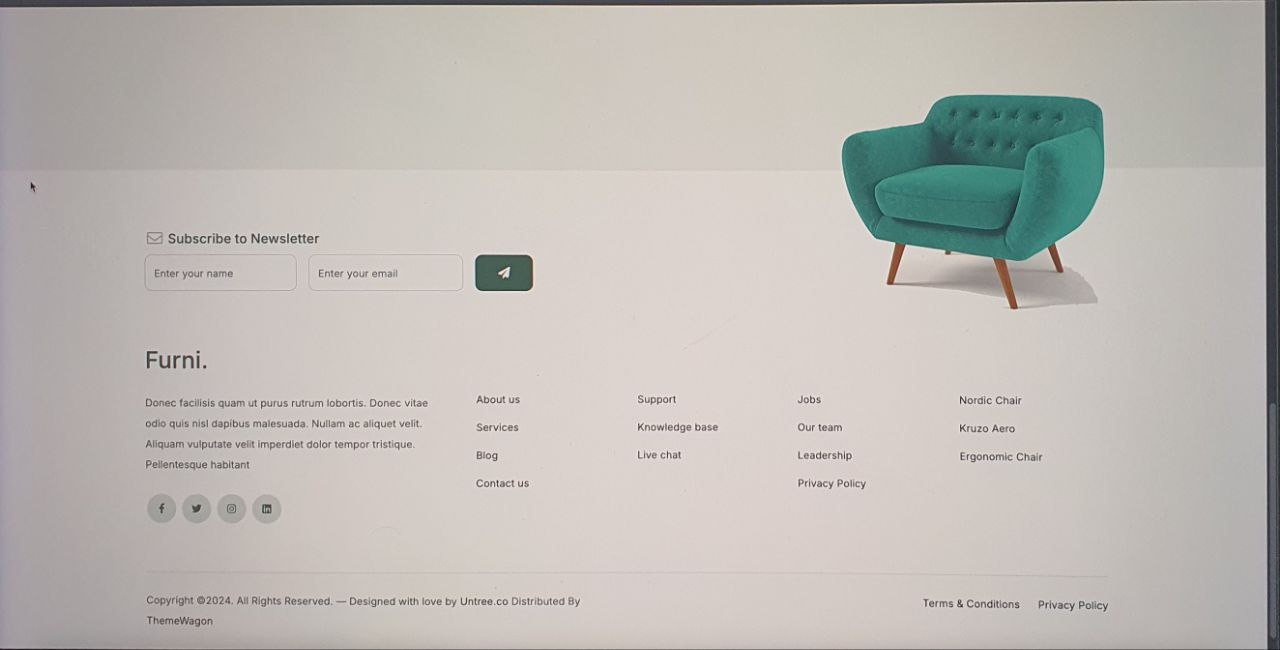 Subscribe to Newsletter
Enter your name
Enter your email
Furni.
Donec facilisis quam ut purus rutrum lobortis. Donec vitae
odio quis nisl dapibus malesuada. Nullam ac aliquet velit.
Aliquam vulputate velit imperdiet dolor tempor tristique.
Pellentesque habitant
About us
Services
Blog
Contact us
Support
Knowledge base
Live chat
Jobs
Our team
Leadership
Privacy Policy
Nordic Chair
Kruzo Aero
Ergonomic Chair
Copyright ©2024. All Rights Reserved. — Designed with love by Untree.co Distributed By
ThemeWagon
Terms & Conditions
Privacy Policy